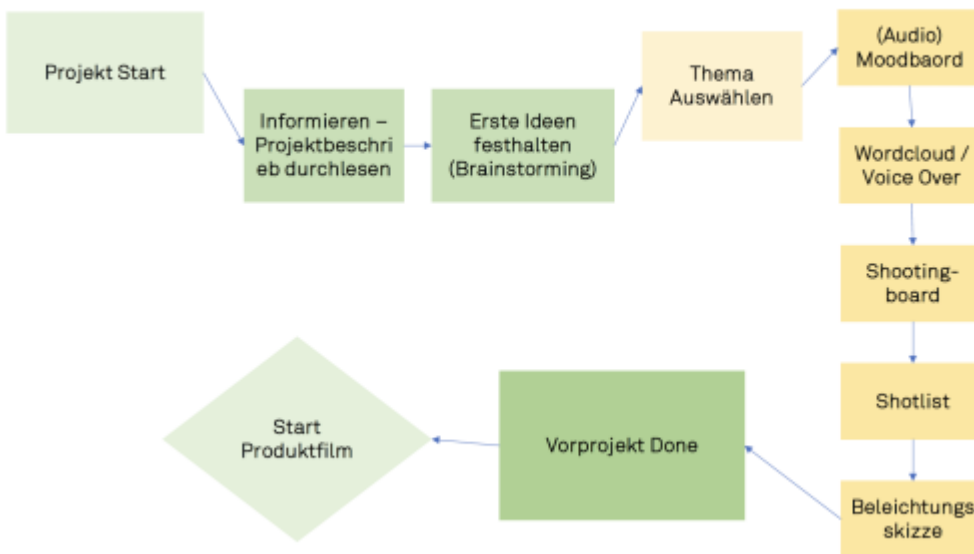 Projekt Start
Informieren –
Projektbeschri
eb durchlesen
Erste Ideen
festhalten
(Brainstorming)
Thema
Auswählen
(Audio)
Moodbaord
Wordcloud /
Voice Over
Shooting-
board
Shotlist
Beleichtungs
skizze
Vorprojekt Done
Start
Produktfilm